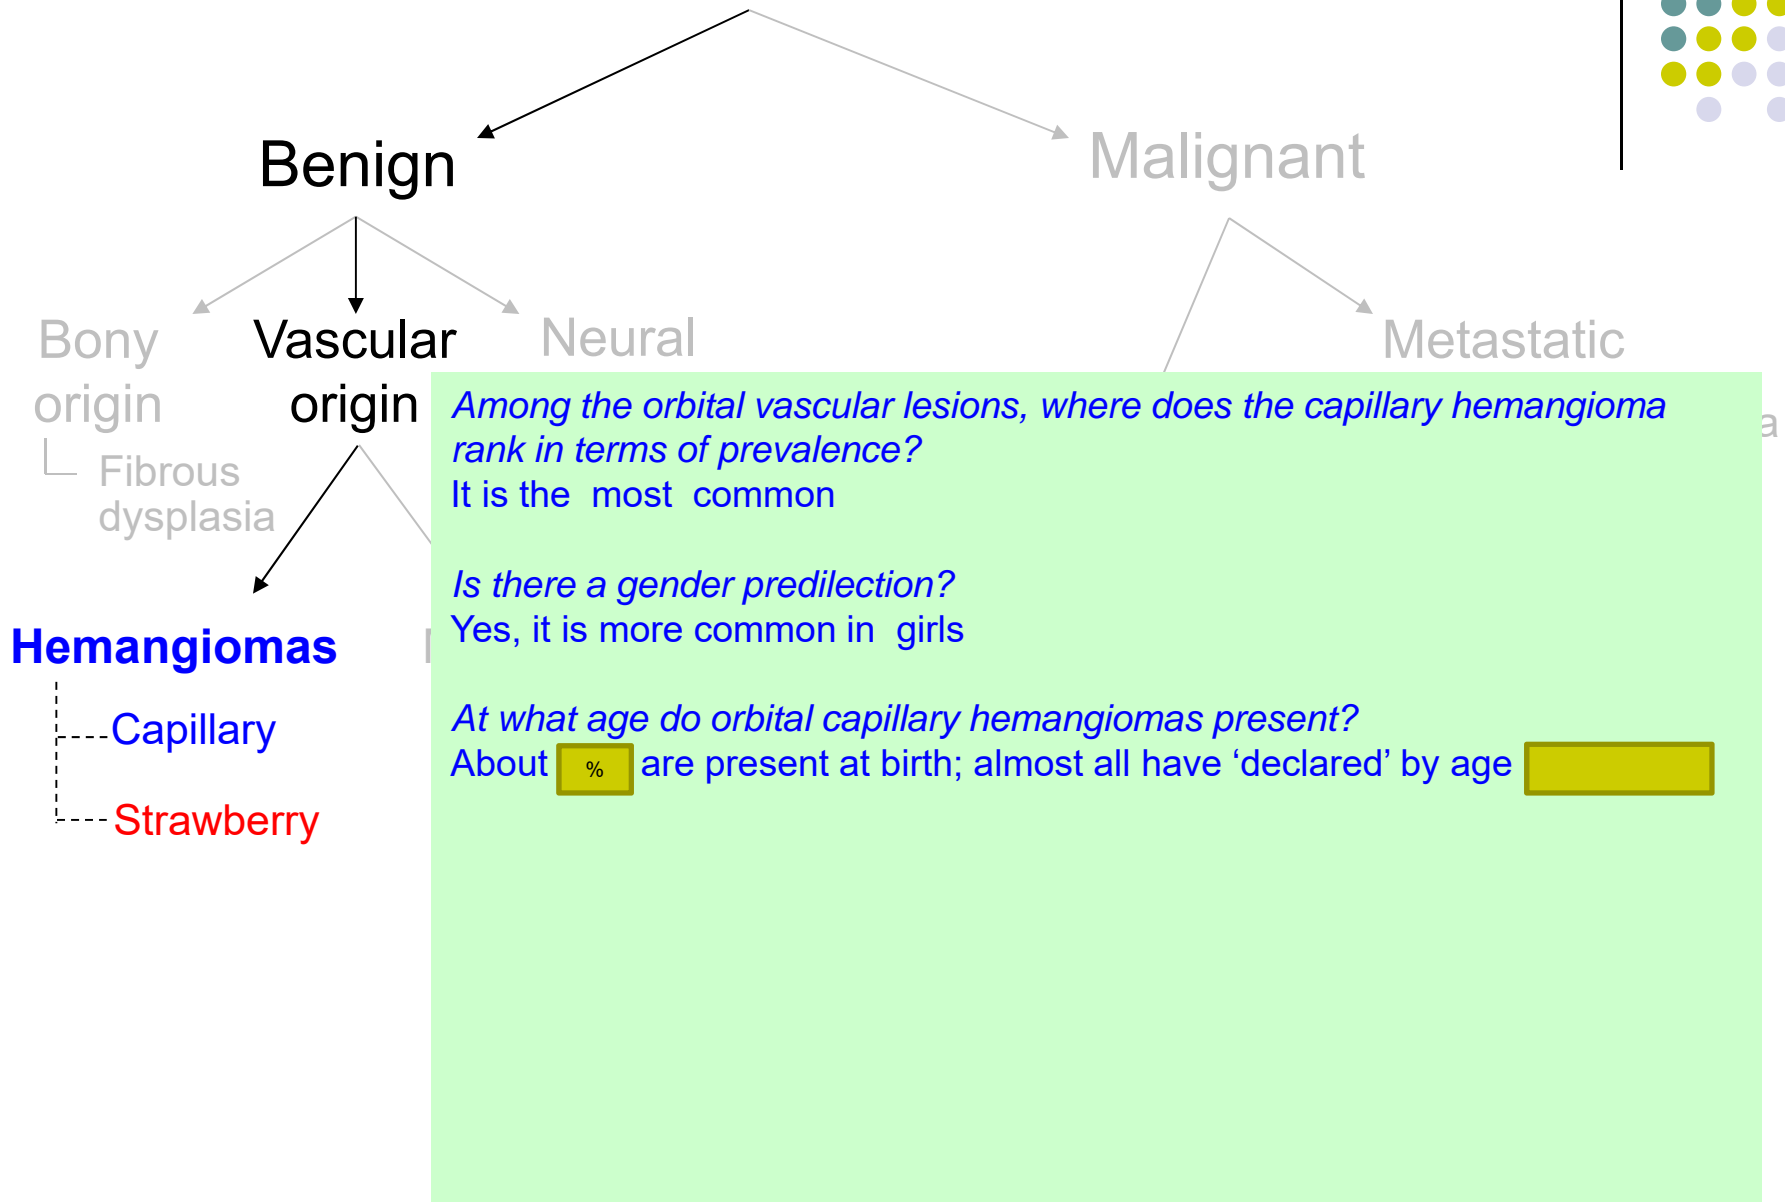 Benign
Malignant
Bony
origin
Vascular
origin
Neural
Metastatic
Fibrous
dysplasia
Hemangiomas
Capillary
Strawberry
Among the orbital vascular lesions, where does the capillary hemangioma
rank in terms of prevalence?
It is the most common
Is there a gender predilection?
Yes, it is more common in girls
At what age do orbital capillary hemangiomas present?
About % are present at birth; almost all have ‘declared’ by age